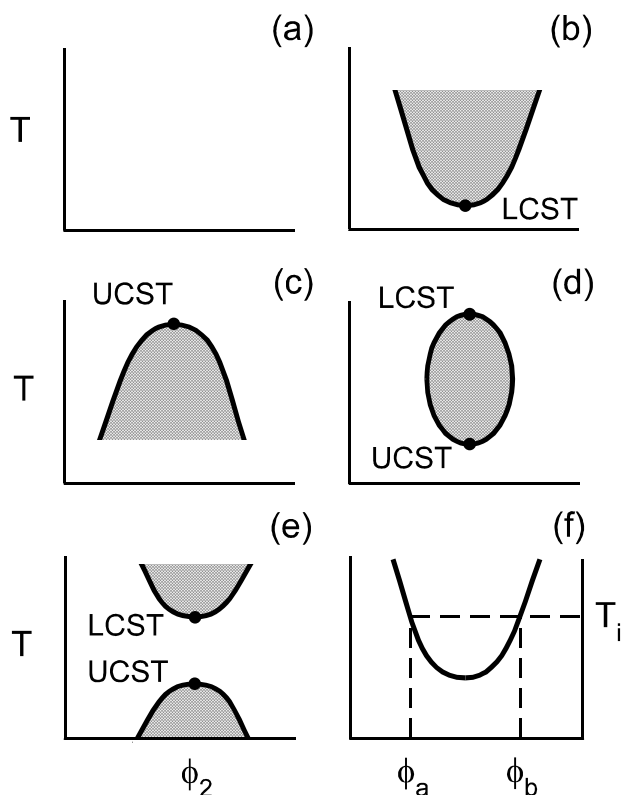 (a)
(b)
T
LCST
UCST
(c)
LCST
(d)
T
UCST
(e)
(f)
LCST
T
UCST
T_i
ϕ_2
ϕ_a
ϕ_b